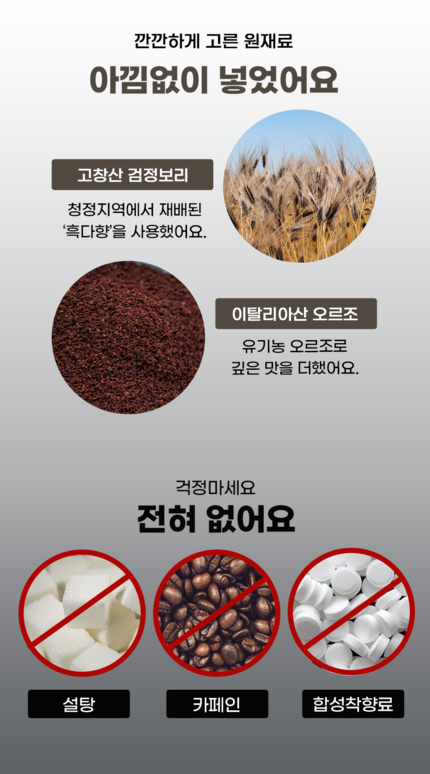 깐깐하게 고른 원재료
아낌없이 넣었어요
고창산 검정보리
청정지역에서 재배된
‘흑다향’을 사용했어요.
이탈리아산 오르조
유기농 오르조로
깊은 맛을 더했어요.
걱정마세요
전혀 없어요
설탕
카페인
합성착향료